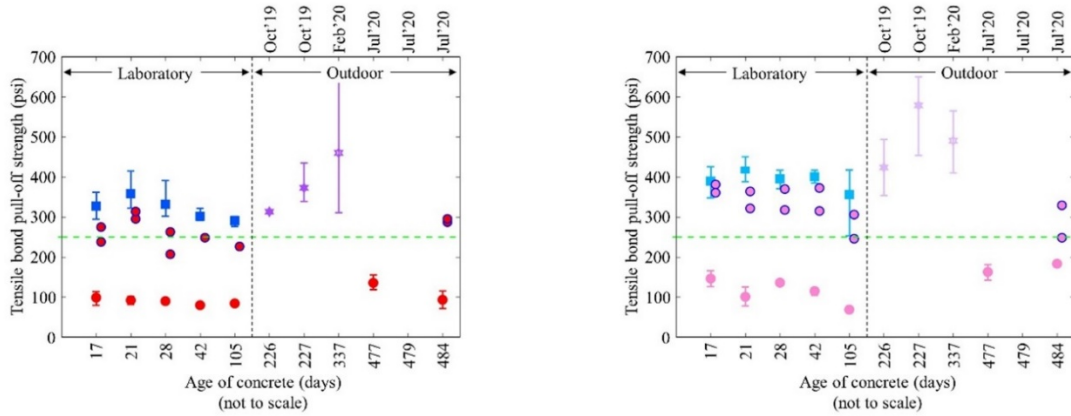 Oct'19 Oct'19 Feb'20 Jul'20 Jul'20 Jul'20
700
600
500
400
300
200
100
0
Laboratory Outdoor
Tensile bond pull-off strength (psi)
17 21 28 42 105 226 227 337 477 479 484
Age of concrete (days)
(not to scale)
Oct'19 Oct'19 Feb'20 Jul'20 Jul'20 Jul'20
700
600
500
400
300
200
100
0
Laboratory Outdoor
Tensile bond pull-off strength (psi)
17 21 28 42 105 226 227 337 477 479 484
Age of concrete (days)
(not to scale)